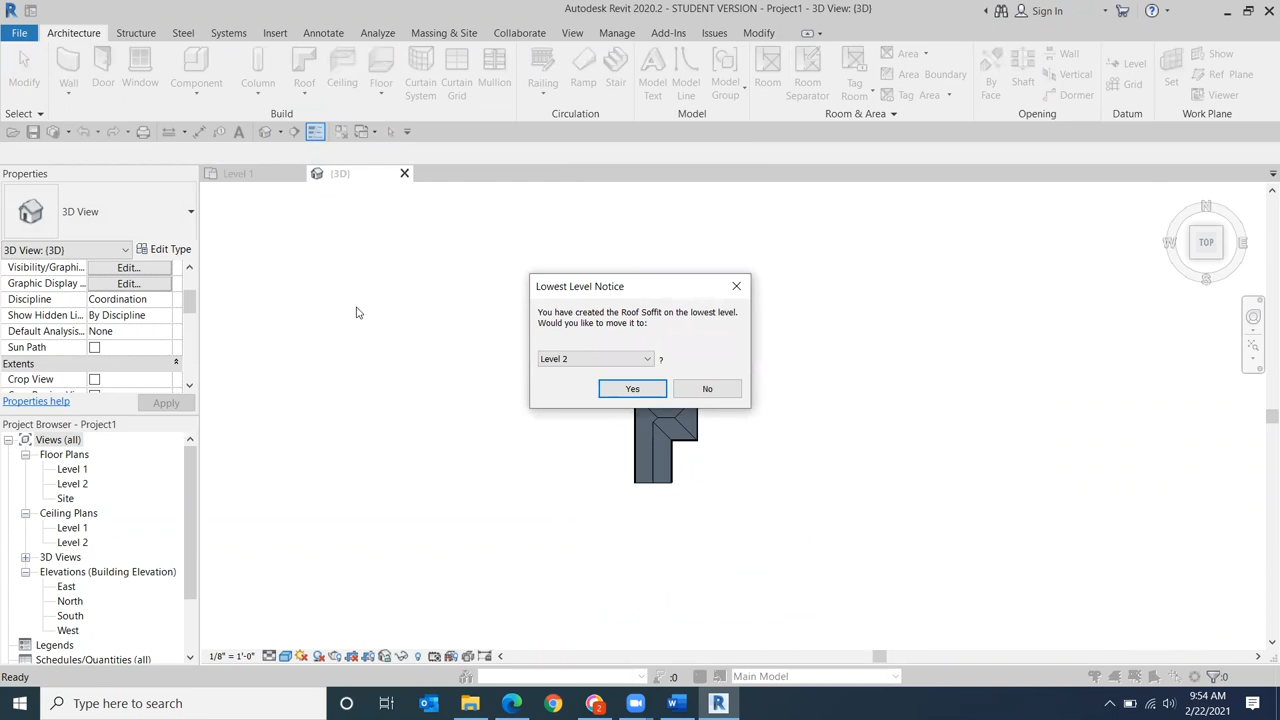 Autodesk Revit 2020.2 - STUDENT VERSION - Project1 - 3D View: {3D}
Sign In
File Architecture Structure Steel Systems Insert Annotate Analyze Massing & Site Collaborate View Manage Add-Ins Issues Modify
Modify
Wall
Door
Window
Component
Column
Roof
Ceiling
Floor
Curtain System
Curtain Grid
Mullion
Railing
Ramp
Stair
Model Text
Model Line
Model Group
Room
Room Separator
Tag Room
Area
Area Boundary
Tag Area
By Face
Shaft
Wall
Vertical
Dormer
Level
Grid
Set
Show
Ref Plane
Viewer
Select
Build
Circulation
Model
Room & Area
Opening
Datum
Work Plane
Properties
Level 1
{3D}
3D View
3D View: {3D}
Edit Type
Visibility/Graphi... Edit...
Graphic Display ... Edit...
Discipline Coordination
Show Hidden Li... By Discipline
Default Analysis... None
Sun Path
Extents
Crop View
Properties help
Apply
Project Browser - Project1
Views (all)
Floor Plans
Level 1
Level 2
Site
Ceiling Plans
Level 1
Level 2
3D Views
Elevations (Building Elevation)
East
North
South
West
Legends
Schedules/Quantities (all)
Lowest Level Notice
You have created the Roof Soffit on the lowest level.
Would you like to move it to:
Level 2 ?
Yes No
N
W TOP E
S
1/8" = 1'-0"
Ready
:0
Main Model
:0
Type here to search
2
9:54 AM
2/22/2021